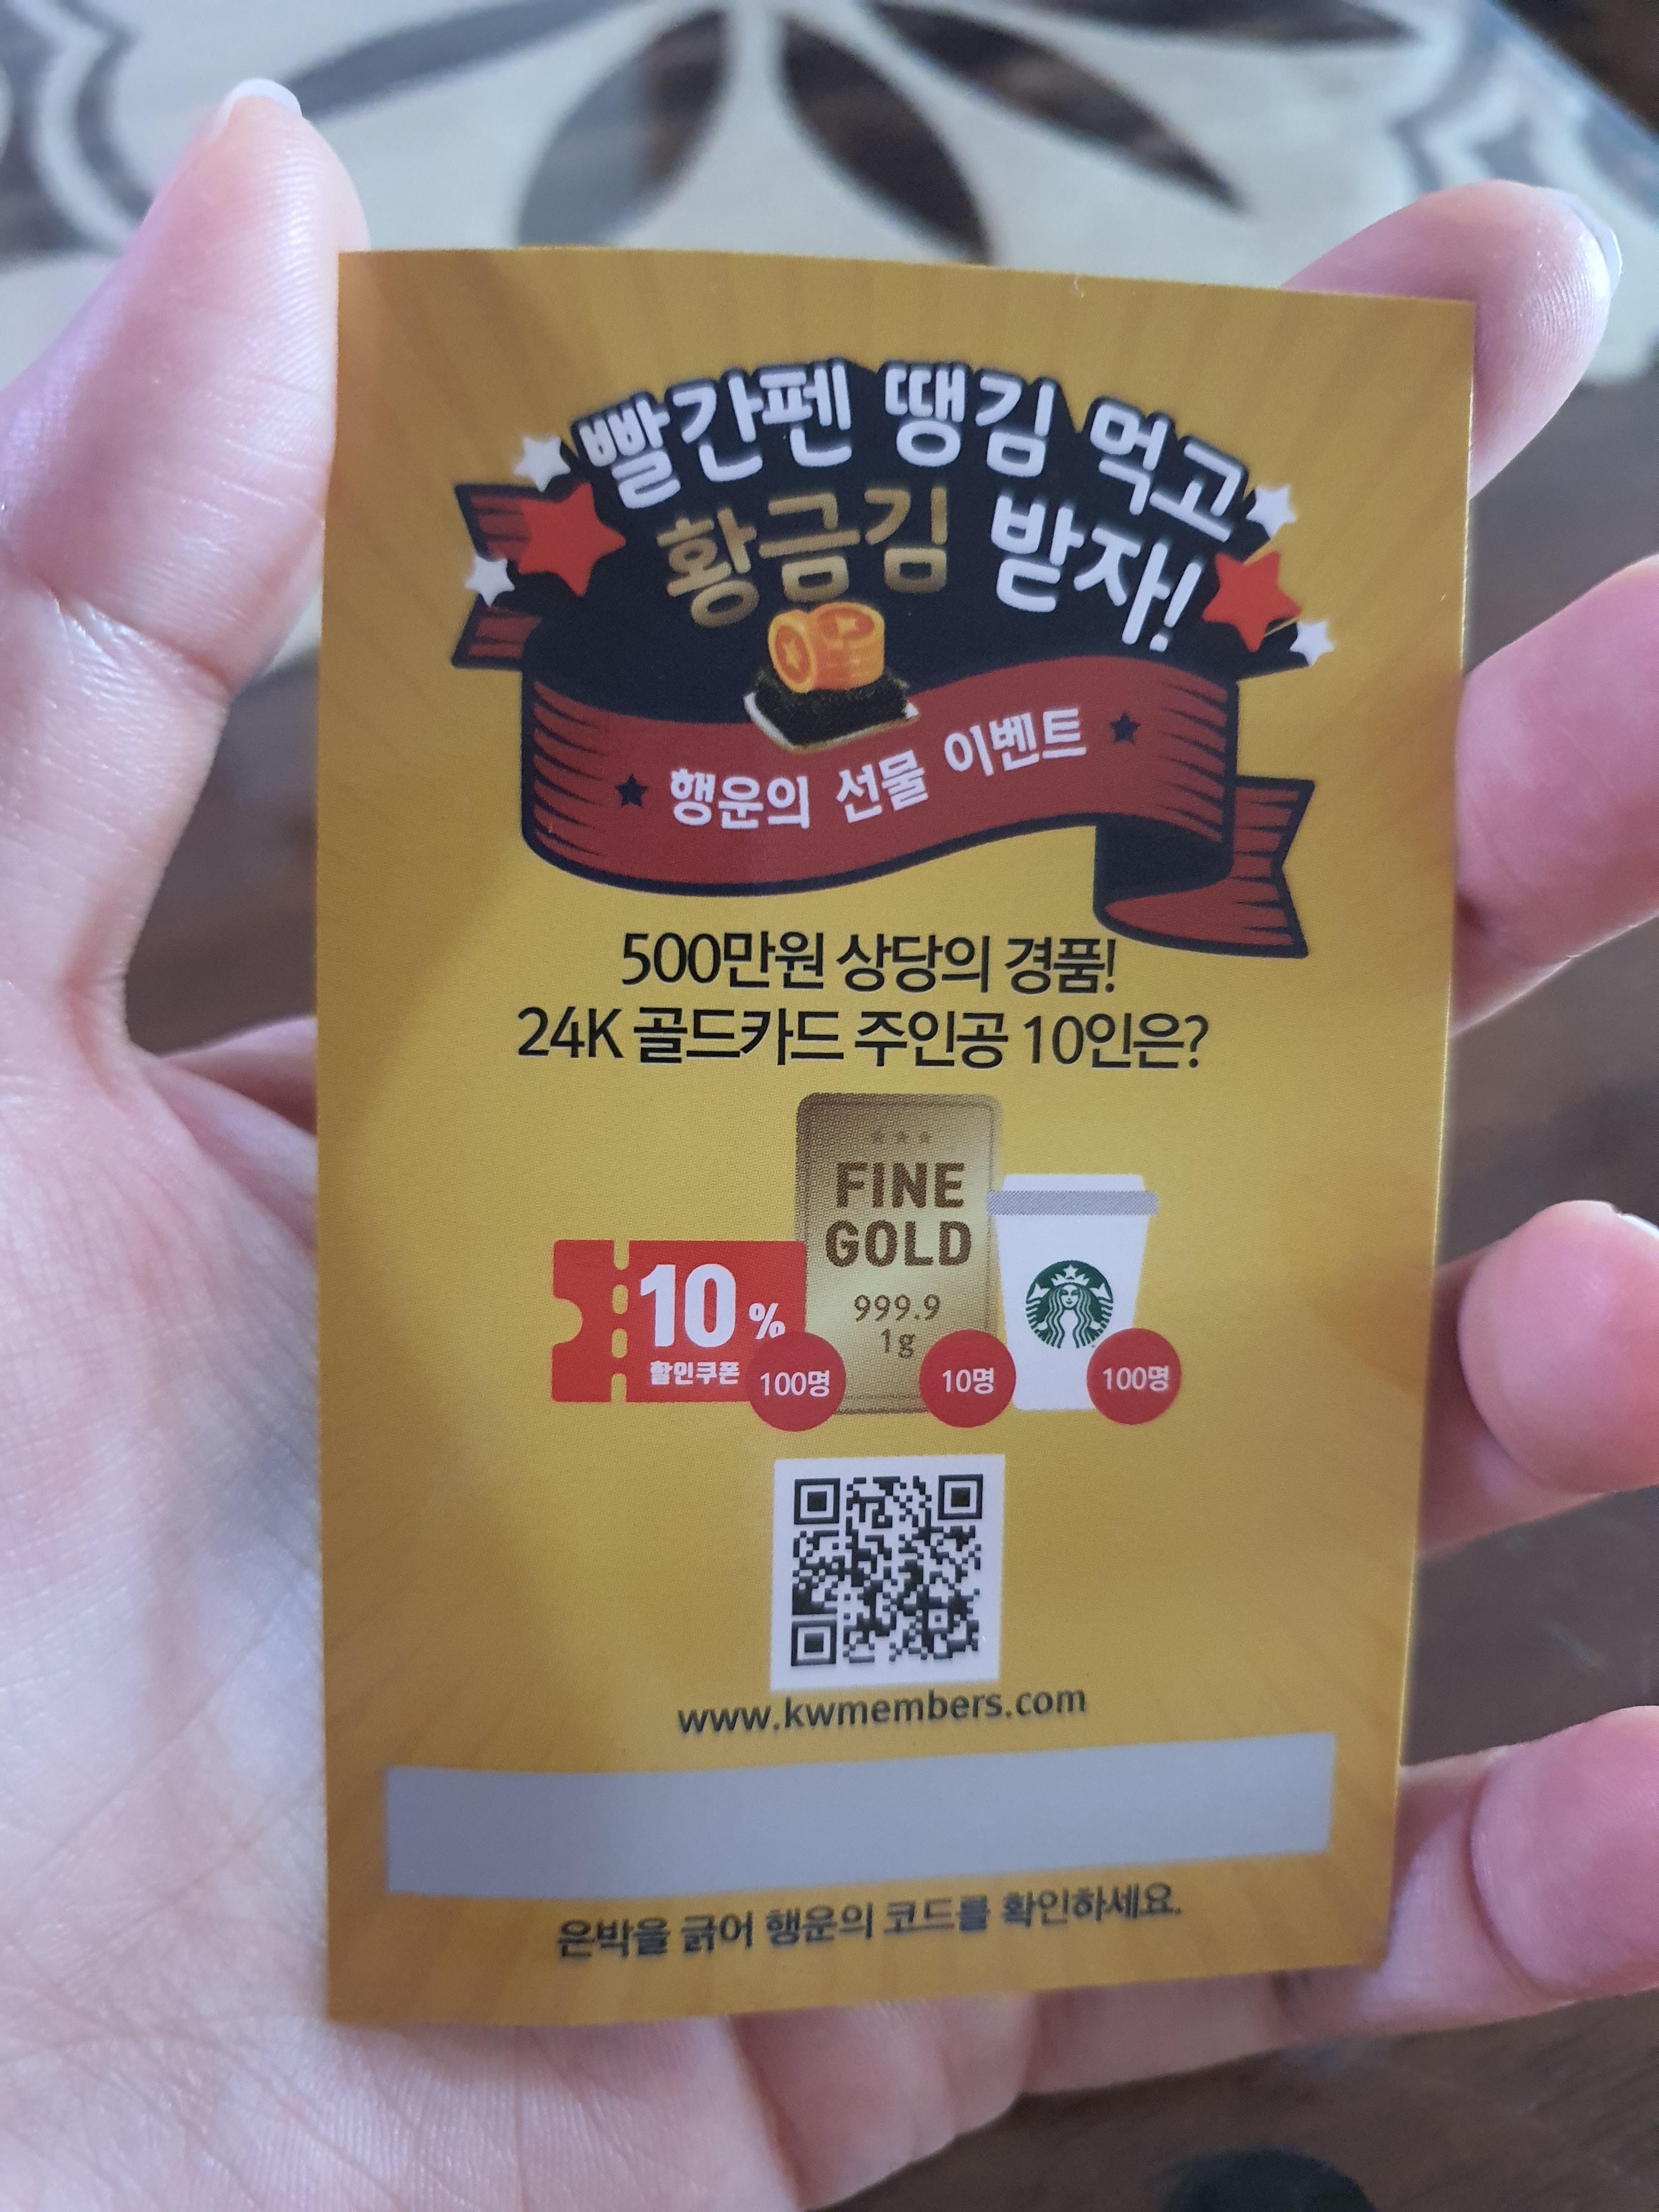 빨간펜 땡김 먹고
황금김 받자!
행운의 선물 이벤트
500만원 상당의 경품!
24K 골드카드 주인공 10인은?
FINE
GOLD
999.9
1g
10%
할인쿠폰
100명
10명
100명
www.kwmembers.com
은박을 긁어 행운의 코드를 확인하세요.